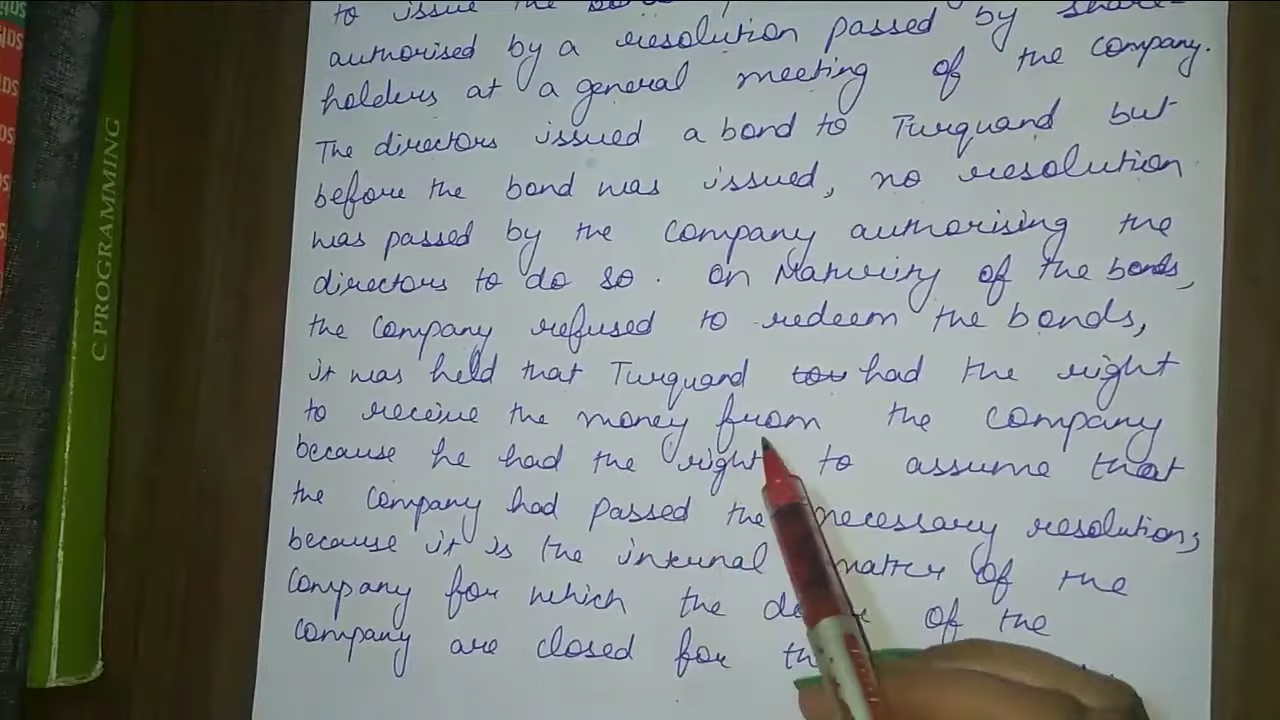 to issue the
authorised by a resolution passed by share-
holders at a general meeting of the company.
The directors issued a bond to Turquand but
before the bond was issued, no resolution
was passed by the company authorising the
directors to do so. On Maturity of the bonds,
the company refused to redeem the bonds,
it was held that Turquand had the right
to receive the money from the company
because he had the right to assume that
the company had passed the necessary resolution,
because it is the internal matter of the
company for which the of the
company are closed for
C PROGRAMMING